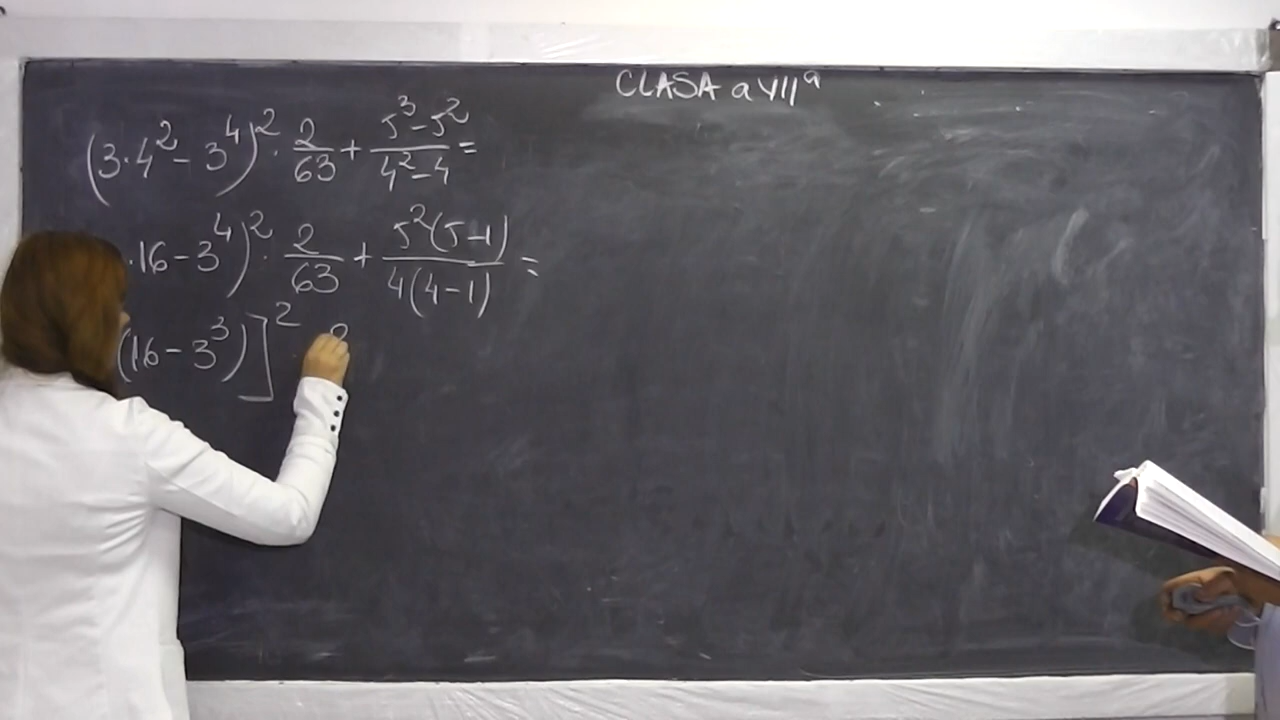 CLASA a VII a
(3·4² - 3⁴)² · 2/63 + (5³ - 5²)/(4² - 4) =
·16 - 3⁴)² · 2/63 + 5²(5-1)/4(4-1) =
(16 - 3³)]² 2